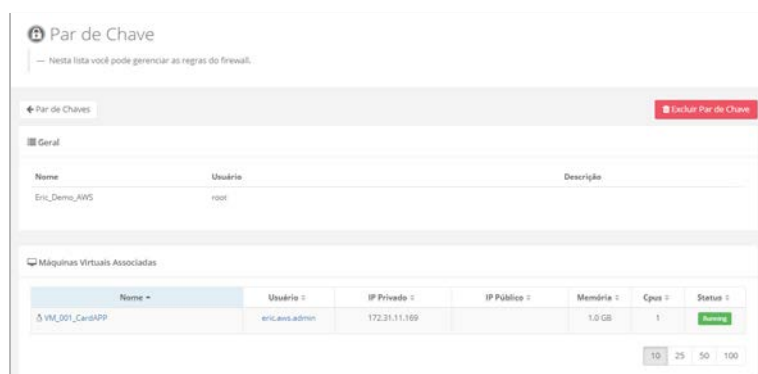 Par de Chave
— Nesta lista você pode gerenciar as regras do firewall.
Par de Chaves
Excluir Par de Chave
Geral
Nome Usuário Descrição
Eric_Demo_AWS root
Máquinas Virtuais Associadas
Nome Usuário IP Privado IP Público Memória Cpus Status
VM_001_CardAPP eric.aws.admin 172.31.11.169 1.0 GB 1 Running
10 25 50 100